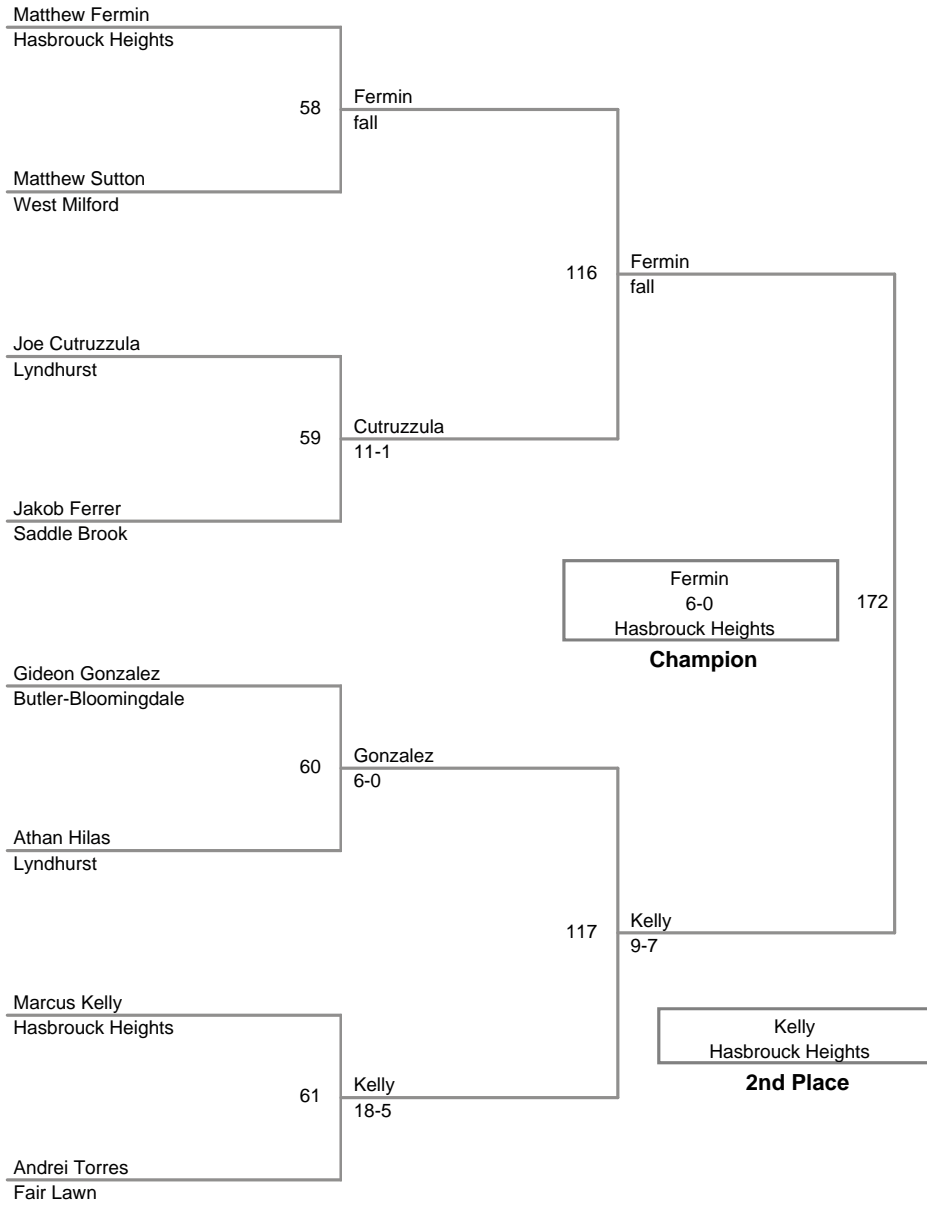 Matthew Fermin
Hasbrouck Heights
58
Fermin
fall
Matthew Sutton
West Milford
116
Fermin
fall
Joe Cutruzzula
Lyndhurst
59
Cutruzzula
11-1
Jakob Ferrer
Saddle Brook
Fermin
6-0
Hasbrouck Heights
172
Champion
Gideon Gonzalez
Butler-Bloomingdale
60
Gonzalez
6-0
Athan Hilas
Lyndhurst
117
Kelly
9-7
Marcus Kelly
Hasbrouck Heights
Kelly
Hasbrouck Heights
2nd Place
61
Kelly
18-5
Andrei Torres
Fair Lawn